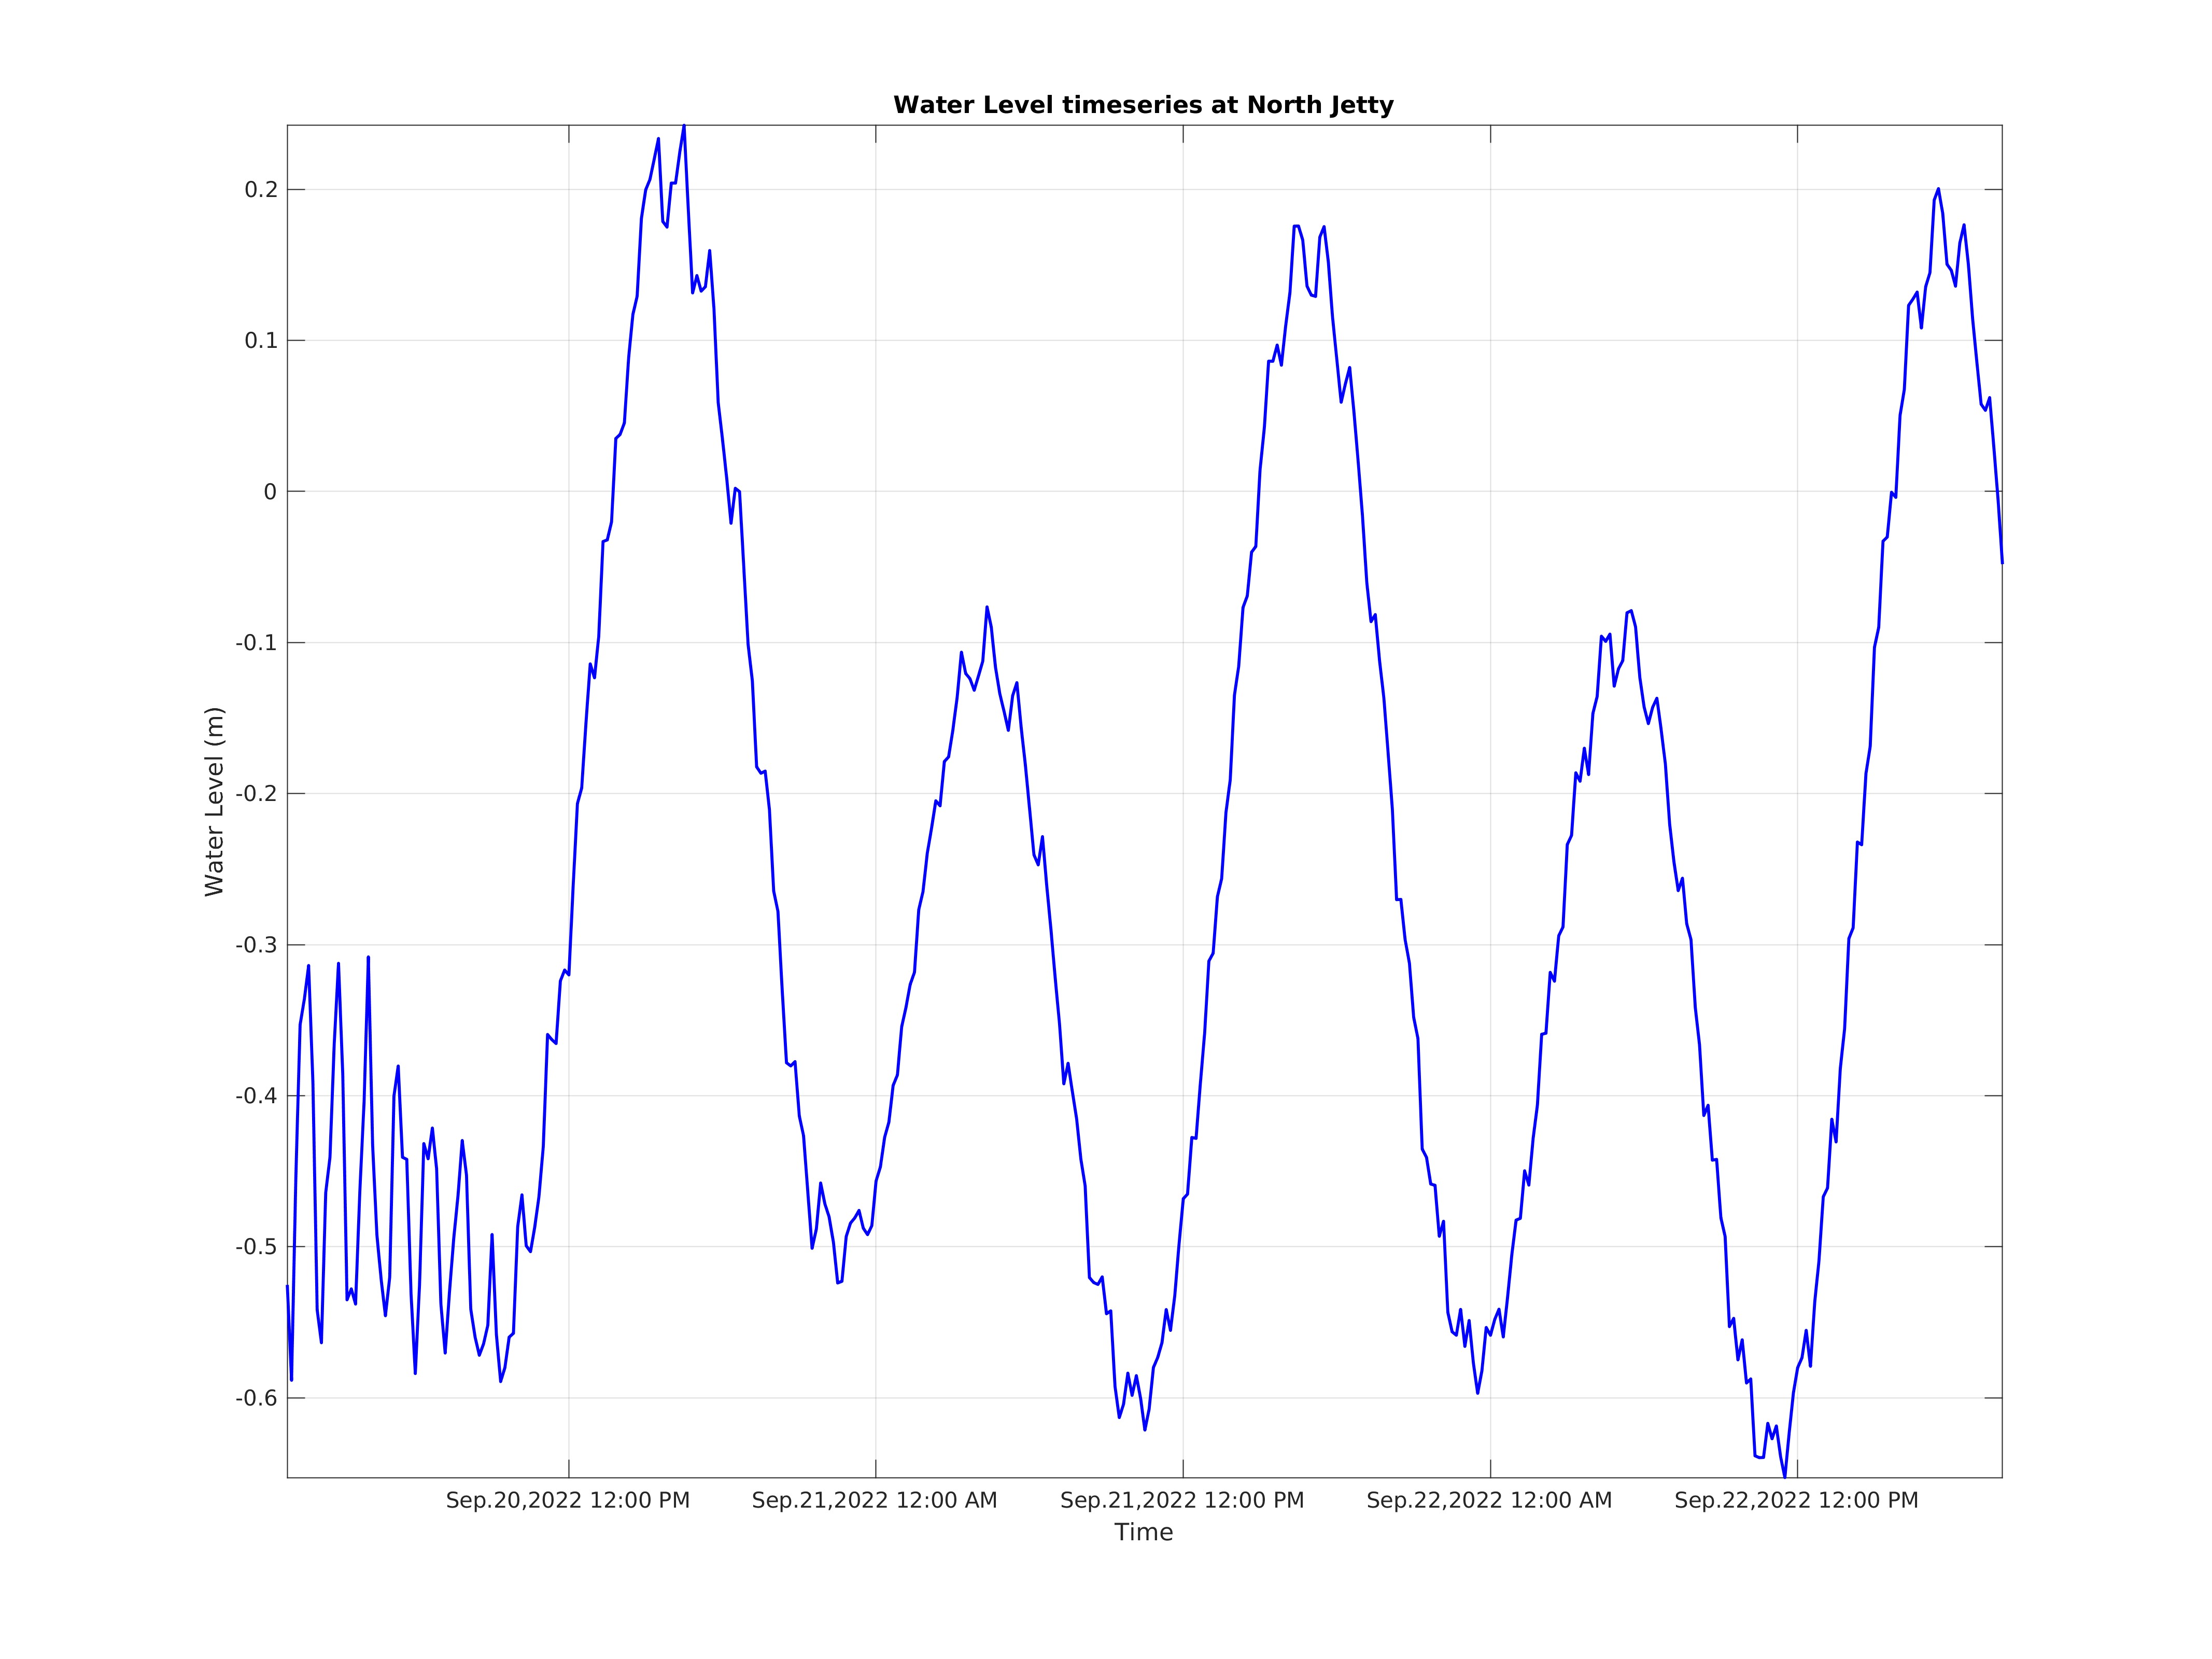 Water Level timeseries at North Jetty
0.2
0.1
0
-0.1
-0.2
-0.3
-0.4
-0.5
-0.6
Water Level (m)
Sep.20,2022 12:00 PM
Sep.21,2022 12:00 AM
Sep.21,2022 12:00 PM
Sep.22,2022 12:00 AM
Sep.22,2022 12:00 PM
Time